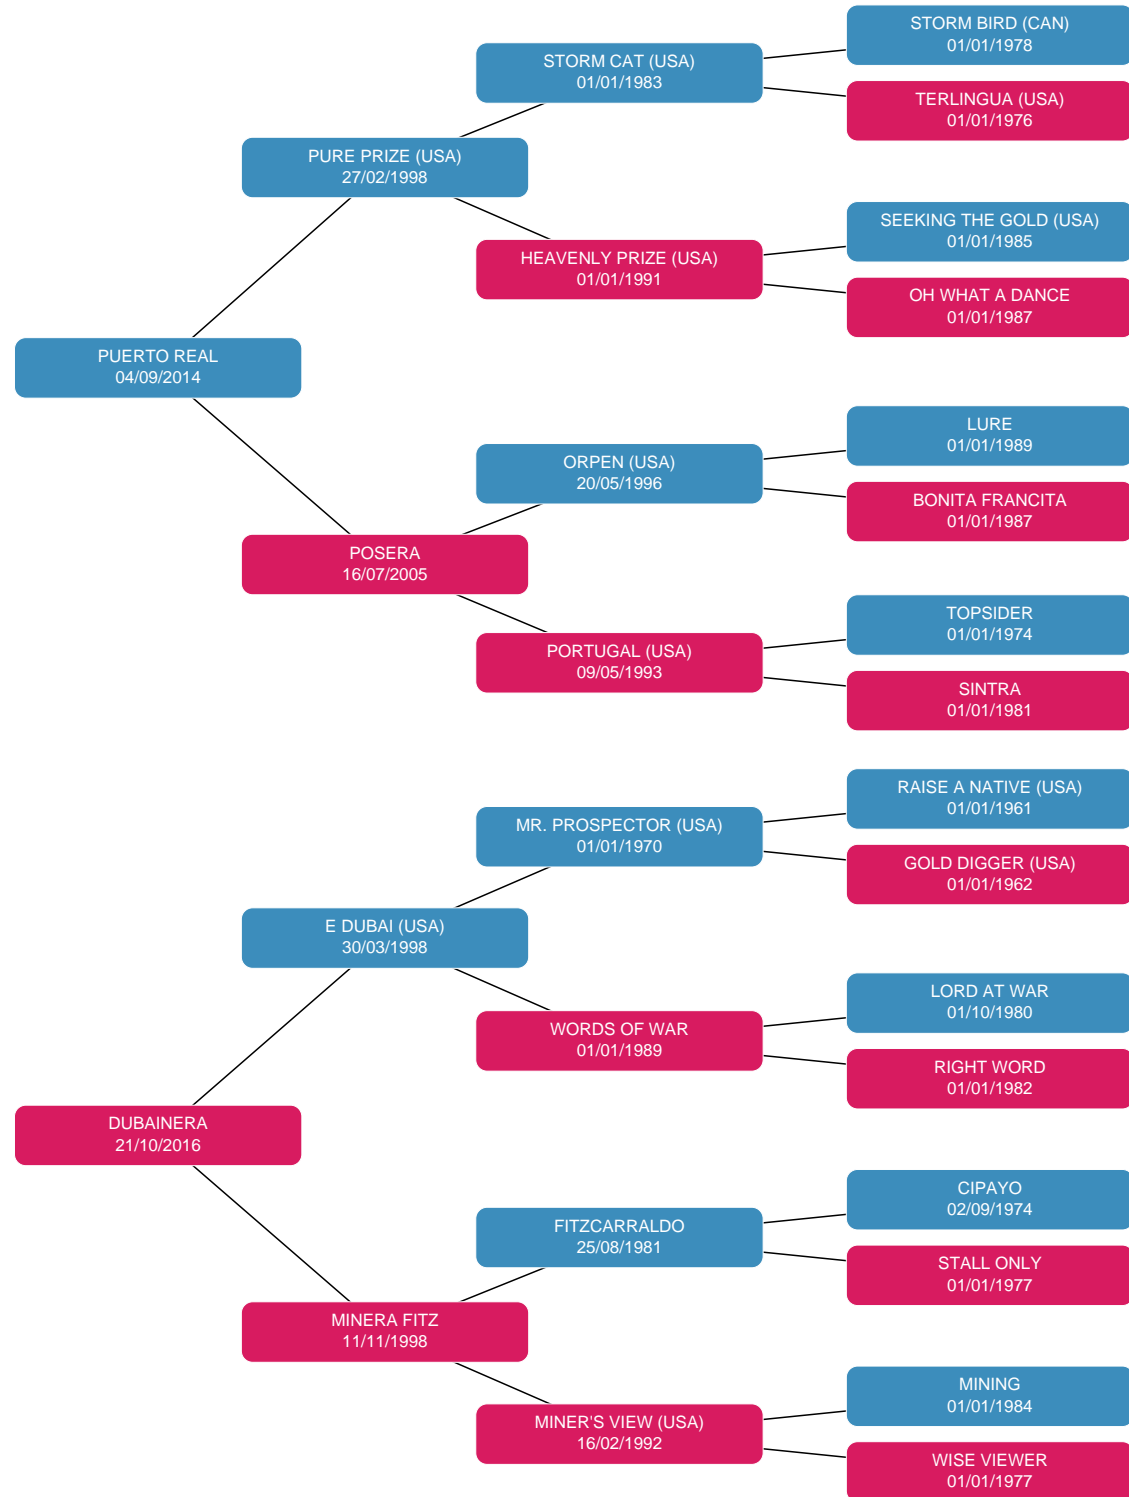 STORM BIRD (CAN)
01/01/1978
STORM CAT (USA)
01/01/1983
TERLINGUA (USA)
01/01/1976
PURE PRIZE (USA)
27/02/1998
SEEKING THE GOLD (USA)
01/01/1985
HEAVENLY PRIZE (USA)
01/01/1991
OH WHAT A DANCE
01/01/1987
PUERTO REAL
04/09/2014
LURE
01/01/1989
ORPEN (USA)
20/05/1996
BONITA FRANCITA
01/01/1987
POSERA
16/07/2005
TOPSIDER
01/01/1974
PORTUGAL (USA)
09/05/1993
SINTRA
01/01/1981
RAISE A NATIVE (USA)
01/01/1961
MR. PROSPECTOR (USA)
01/01/1970
GOLD DIGGER (USA)
01/01/1962
E DUBAI (USA)
30/03/1998
LORD AT WAR
01/10/1980
WORDS OF WAR
01/01/1989
RIGHT WORD
01/01/1982
DUBAINERA
21/10/2016
CIPAYO
02/09/1974
FITZCARRALDO
25/08/1981
STALL ONLY
01/01/1977
MINERA FITZ
11/11/1998
MINING
01/01/1984
MINER'S VIEW (USA)
16/02/1992
WISE VIEWER
01/01/1977